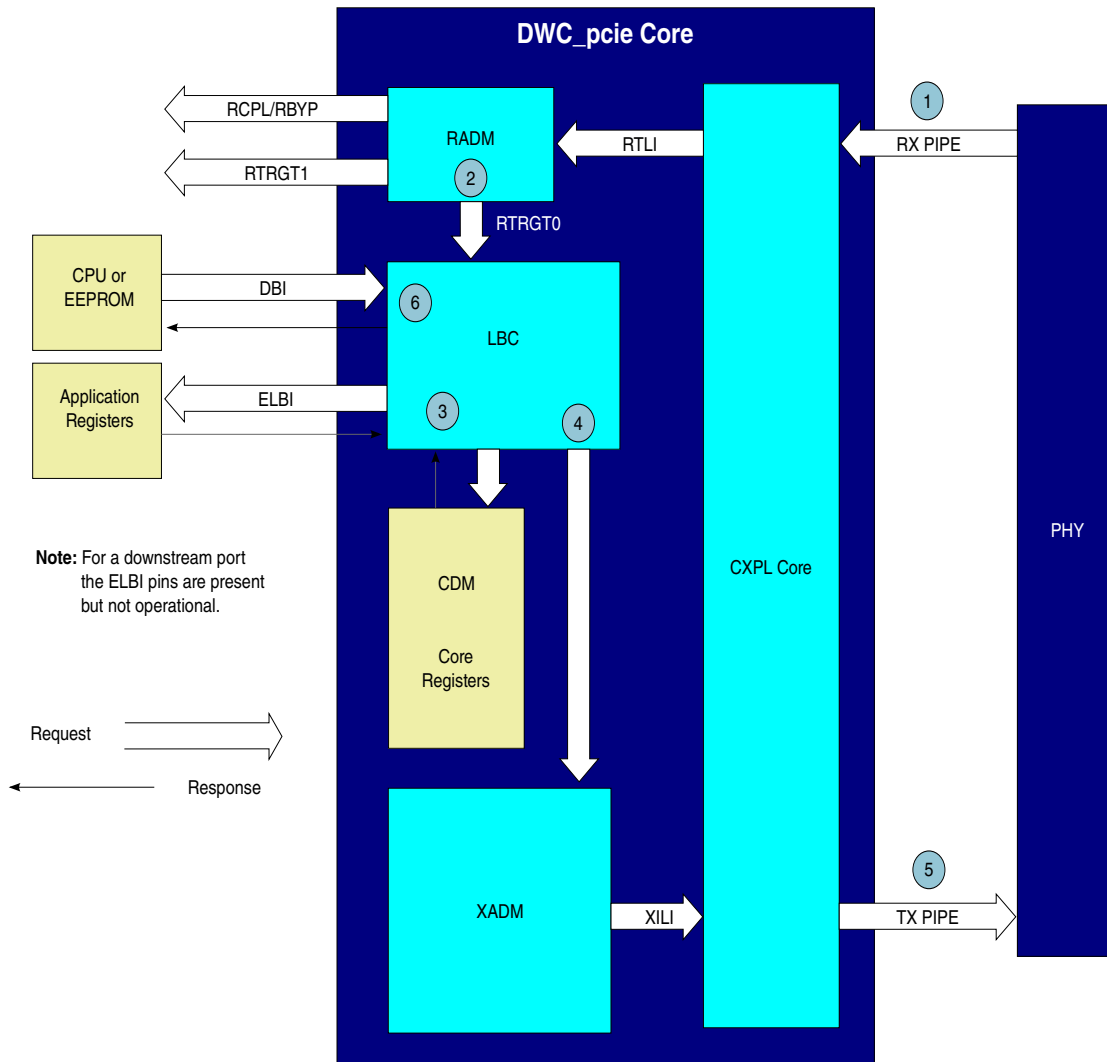 DWC_pcie Core
1
RCPL/RBYP
RADM
RTLI
RX PIPE
RTRGT1
2
RTRGT0
CPU or
EEPROM
DBI
6
LBC
Application
Registers
ELBI
3
4
Note: For a downstream port
the ELBI pins are present
but not operational.
CDM
Core
Registers
CXPL Core
PHY
Request
Response
XADM
XILI
5
TX PIPE